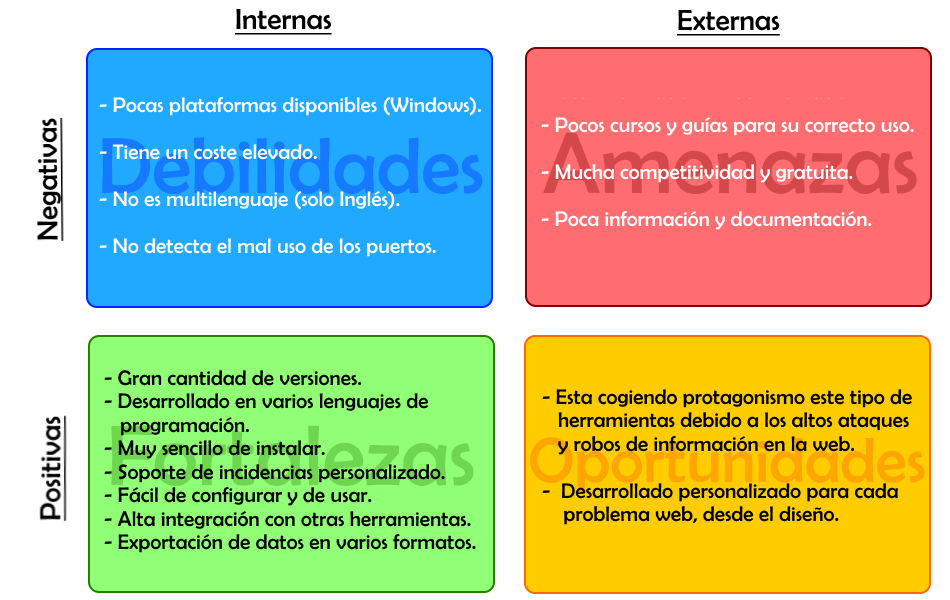 Internas
Externas
Negativas
Debilidades
- Pocas plataformas disponibles (Windows).
- Tiene un coste elevado.
- No es multilenguaje (solo Inglés).
- No detecta el mal uso de los puertos.
Amenazas
- Pocos cursos y guías para su correcto uso.
- Mucha competitividad y gratuita.
- Poca información y documentación.
Positivas
Fortalezas
- Gran cantidad de versiones.
- Desarrollado en varios lenguajes de
programación.
- Muy sencillo de instalar.
- Soporte de incidencias personalizado.
- Fácil de configurar y de usar.
- Alta integración con otras herramientas.
- Exportación de datos en varios formatos.
Oportunidades
- Esta cogiendo protagonismo este tipo de
herramientas debido a los altos ataques
y robos de información en la web.
- Desarrollado personalizado para cada
problema web, desde el diseño.